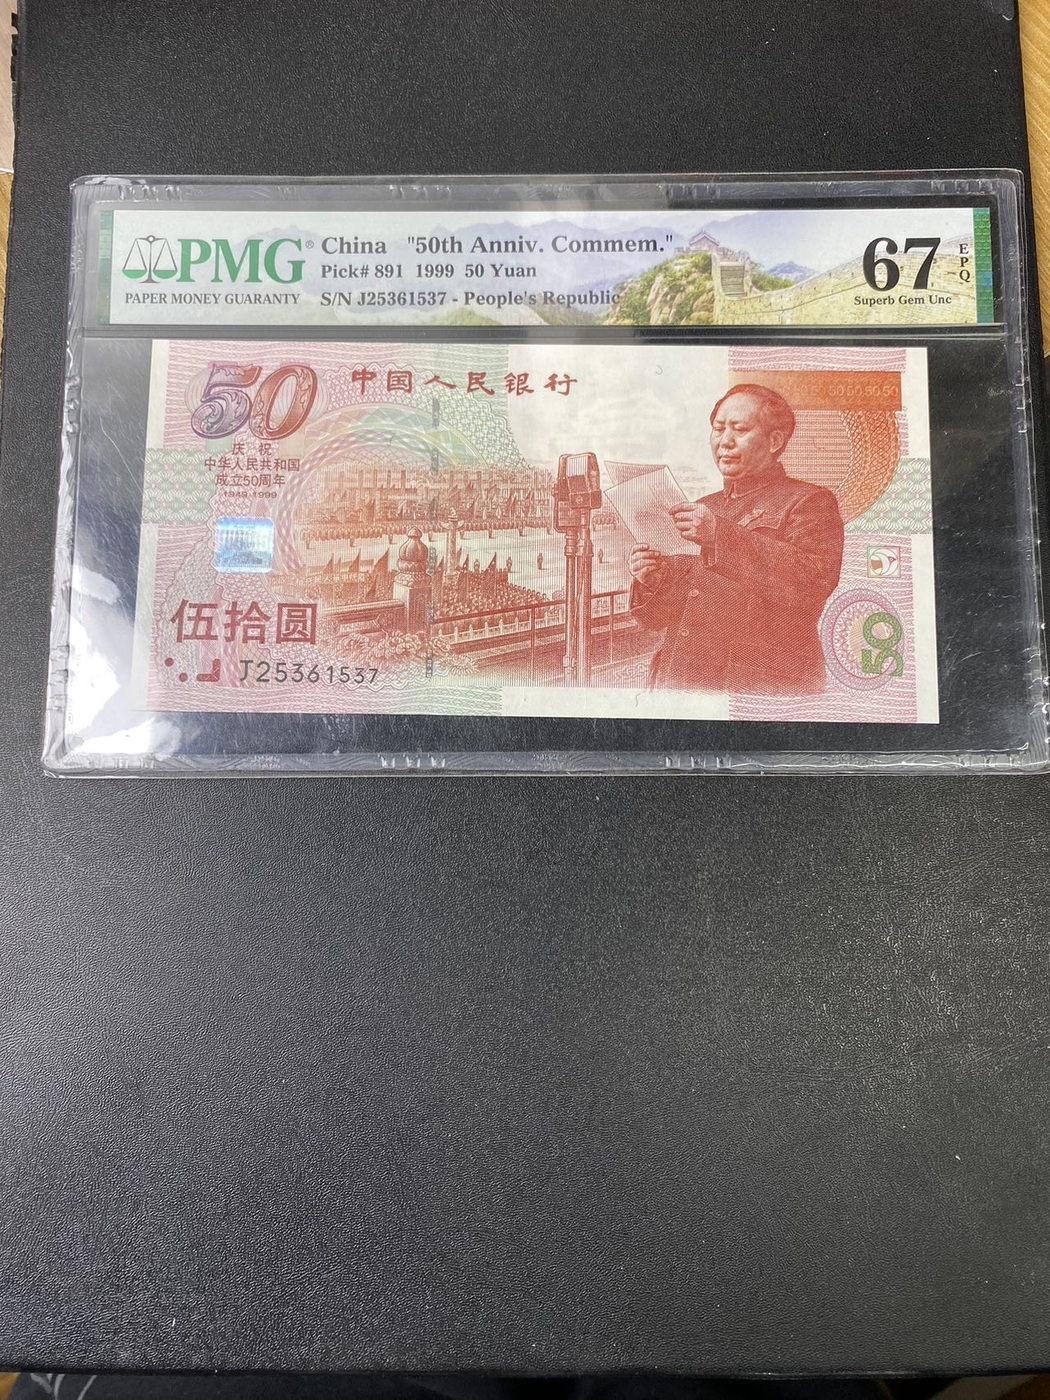 PMG®
PAPER MONEY GUARANTY
China "50th Anniv. Commem."
Pick# 891 1999 50 Yuan
S/N J25361537 - People's Republic
67
EPQ
Superb Gem Unc
50
中国人民银行
庆祝
中华人民共和国
成立50周年
1949-1999
伍拾圆
J25361537
50